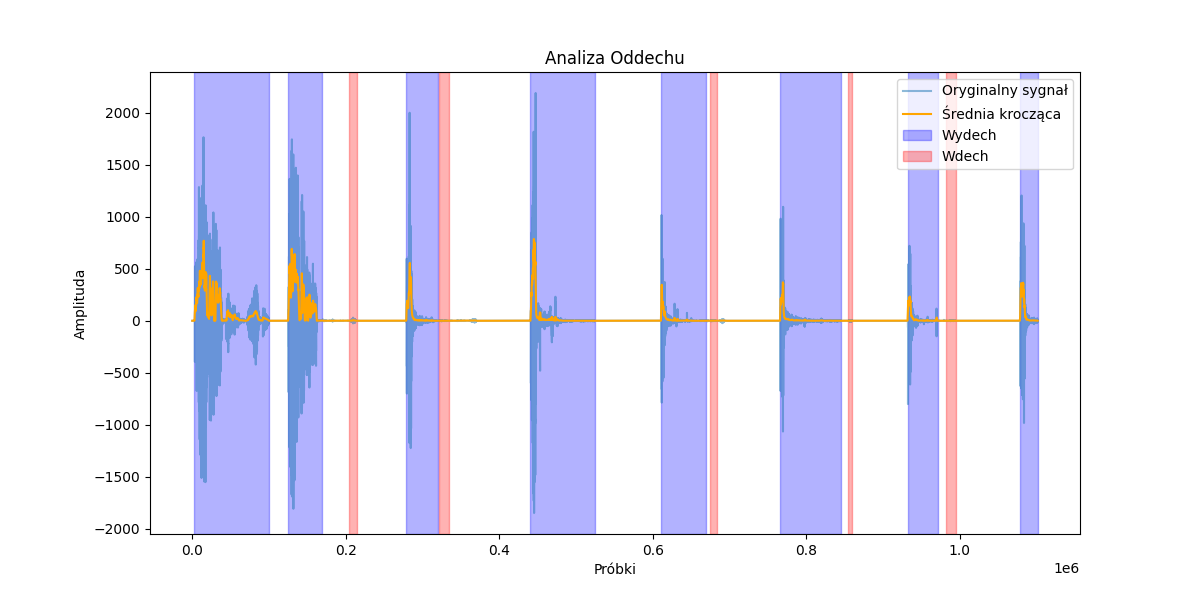 Analiza Oddechu
Oryginalny sygnał
Średnia krocząca
Wydech
Wdech
Amplituda
2000
1500
1000
500
0
−500
−1000
−1500
−2000
0.0 0.2 0.4 0.6 0.8 1.0
1e6
Próbki